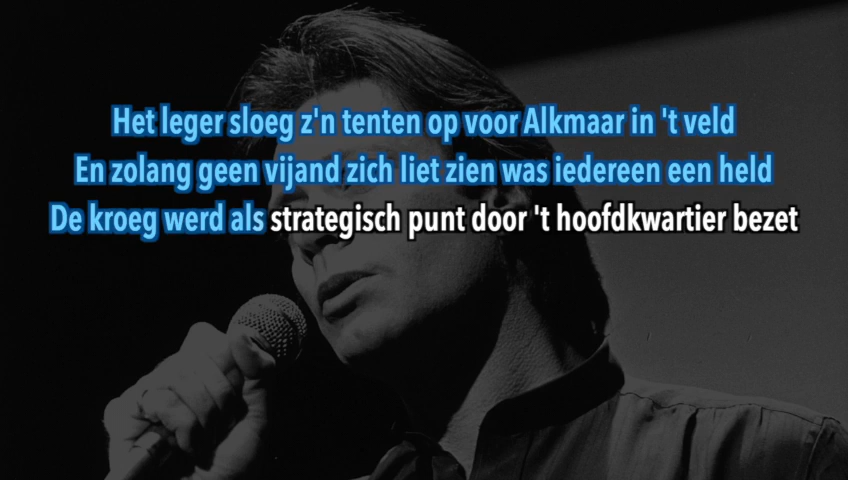 Het leger sloeg z'n tenten op voor Alkmaar in 't veld
En zolang geen vijand zich liet zien was iedereen een held
De kroeg werd als strategisch punt door 't hoofdkwartier bezet